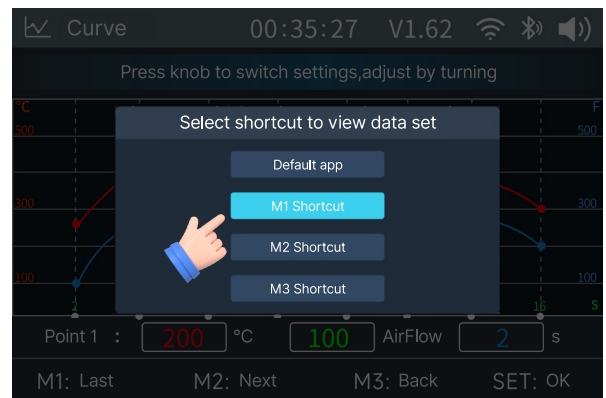 Curve 00:35:27 V1.62
Press knob to switch settings,adjust by turning
°C F
Select shortcut to view data set
500 500
Default app
M1 Shortcut
300 300
M2 Shortcut
100 100
M3 Shortcut
2 16 S
Point 1 : 200 °C 100 AirFlow 2 s
M1: Last M2: Next M3: Back SET: OK